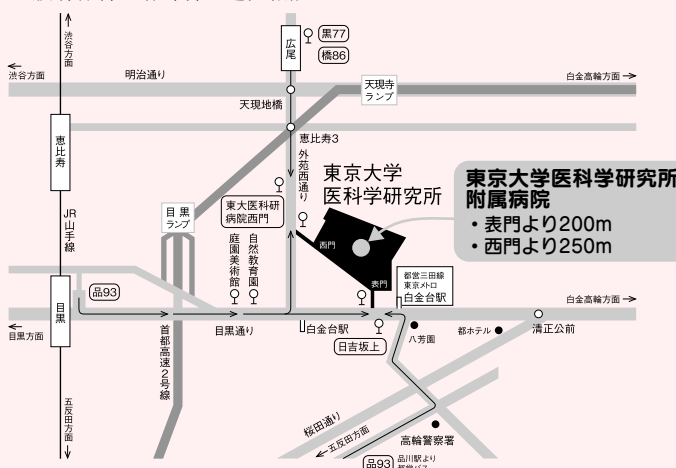 渋谷方面
渋谷方面
明治通り
広尾
黒77
橋86
天現寺
ランプ
白金高輪方面
天現地橋
恵比寿
恵比寿3
外苑西通り
東京大学
医科学研究所
東京大学医科学研究所
附属病院
・表門より200m
・西門より250m
JR山手線
目黒
ランプ
東大医科研
病院西門
西門
表門
庭園美術館
自然教育園
都営三田線
東京メトロ
白金台駅
品93
目黒
目黒方面
首都高速2号線
目黒通り
白金台駅
日吉坂上
八芳園
都ホテル
清正公前
白金高輪方面
五反田方面
桜田通り
五反田方面
高輪警察署
品93
品川駅より